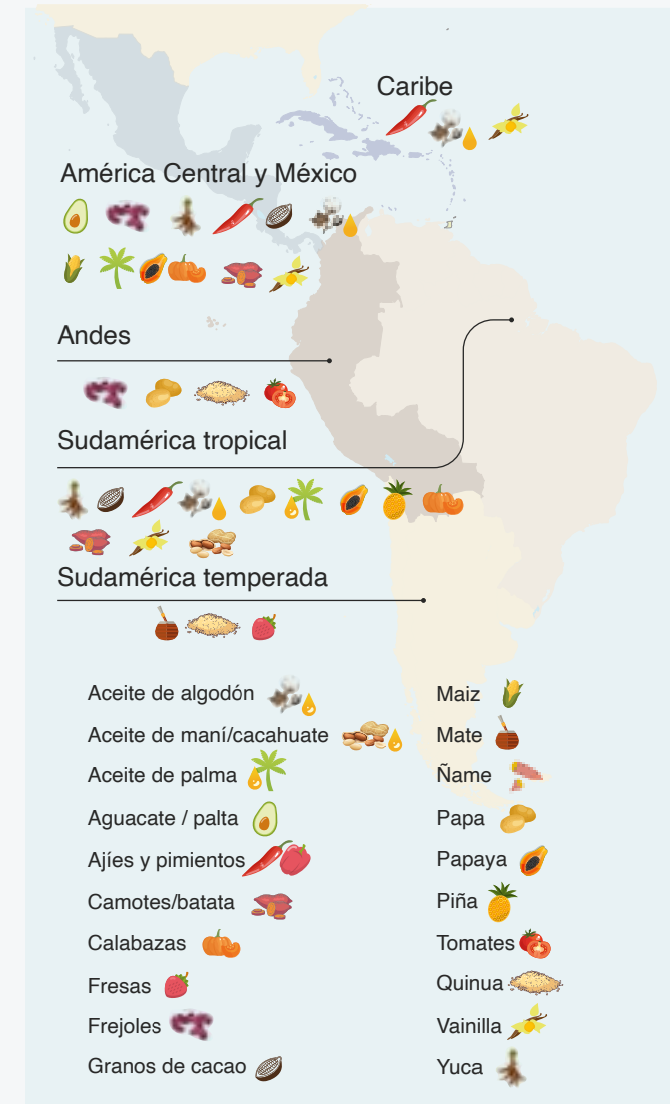 Caribe
América Central y México
Andes
Sudamérica tropical
Sudamérica temperada
Aceite de algodón
Aceite de maní/cacahuate
Aceite de palma
Aguacate / palta
Ajíes y pimientos
Camotes/batata
Calabazas
Fresas
Frejoles
Granos de cacao
Maiz
Mate
Ñame
Papa
Papaya
Piña
Tomates
Quinua
Vainilla
Yuca